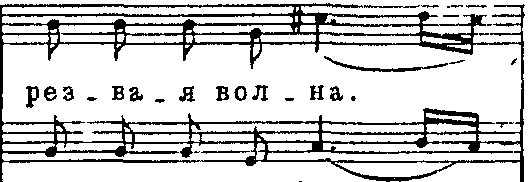 рез - ва - я вол - на.